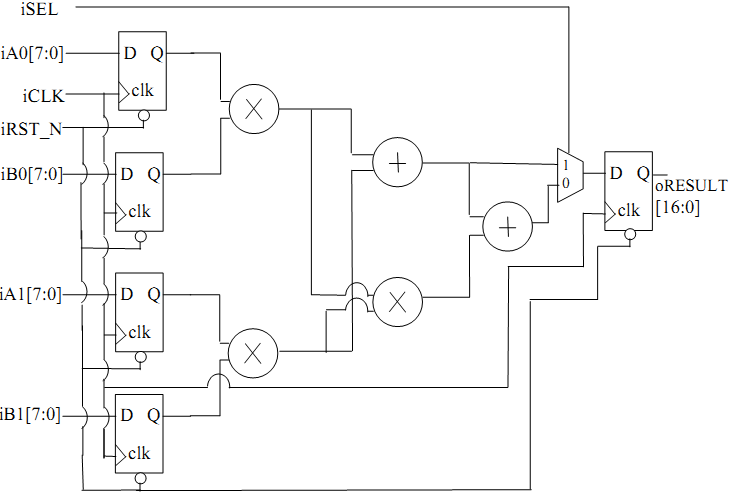 iSEL
iA0[7:0]
D Q
clk
iCLK
iRST_N
iB0[7:0]
D Q
clk
iA1[7:0]
D Q
clk
iB1[7:0]
D Q
clk
X
X
+
X
+
1
0
D Q
clk
oRESULT
[16:0]